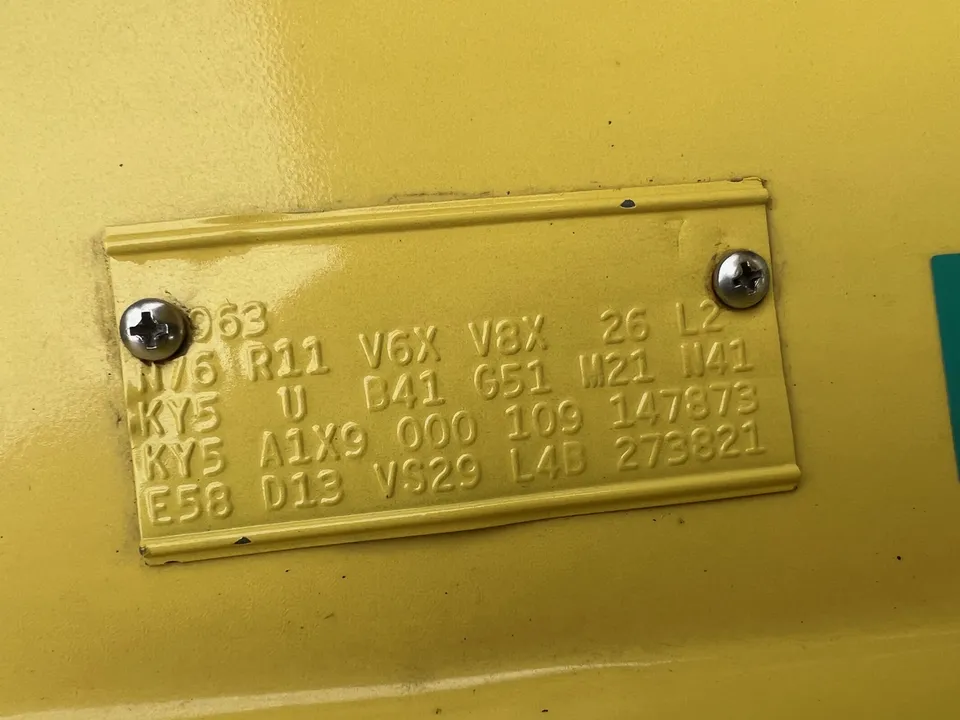 063
N76 R11 V6X V8X 26 L2
KY5 U B41 G51 M21 N41
KY5 A1X9 000 109 147873
E58 D13 VS29 L4B 273821